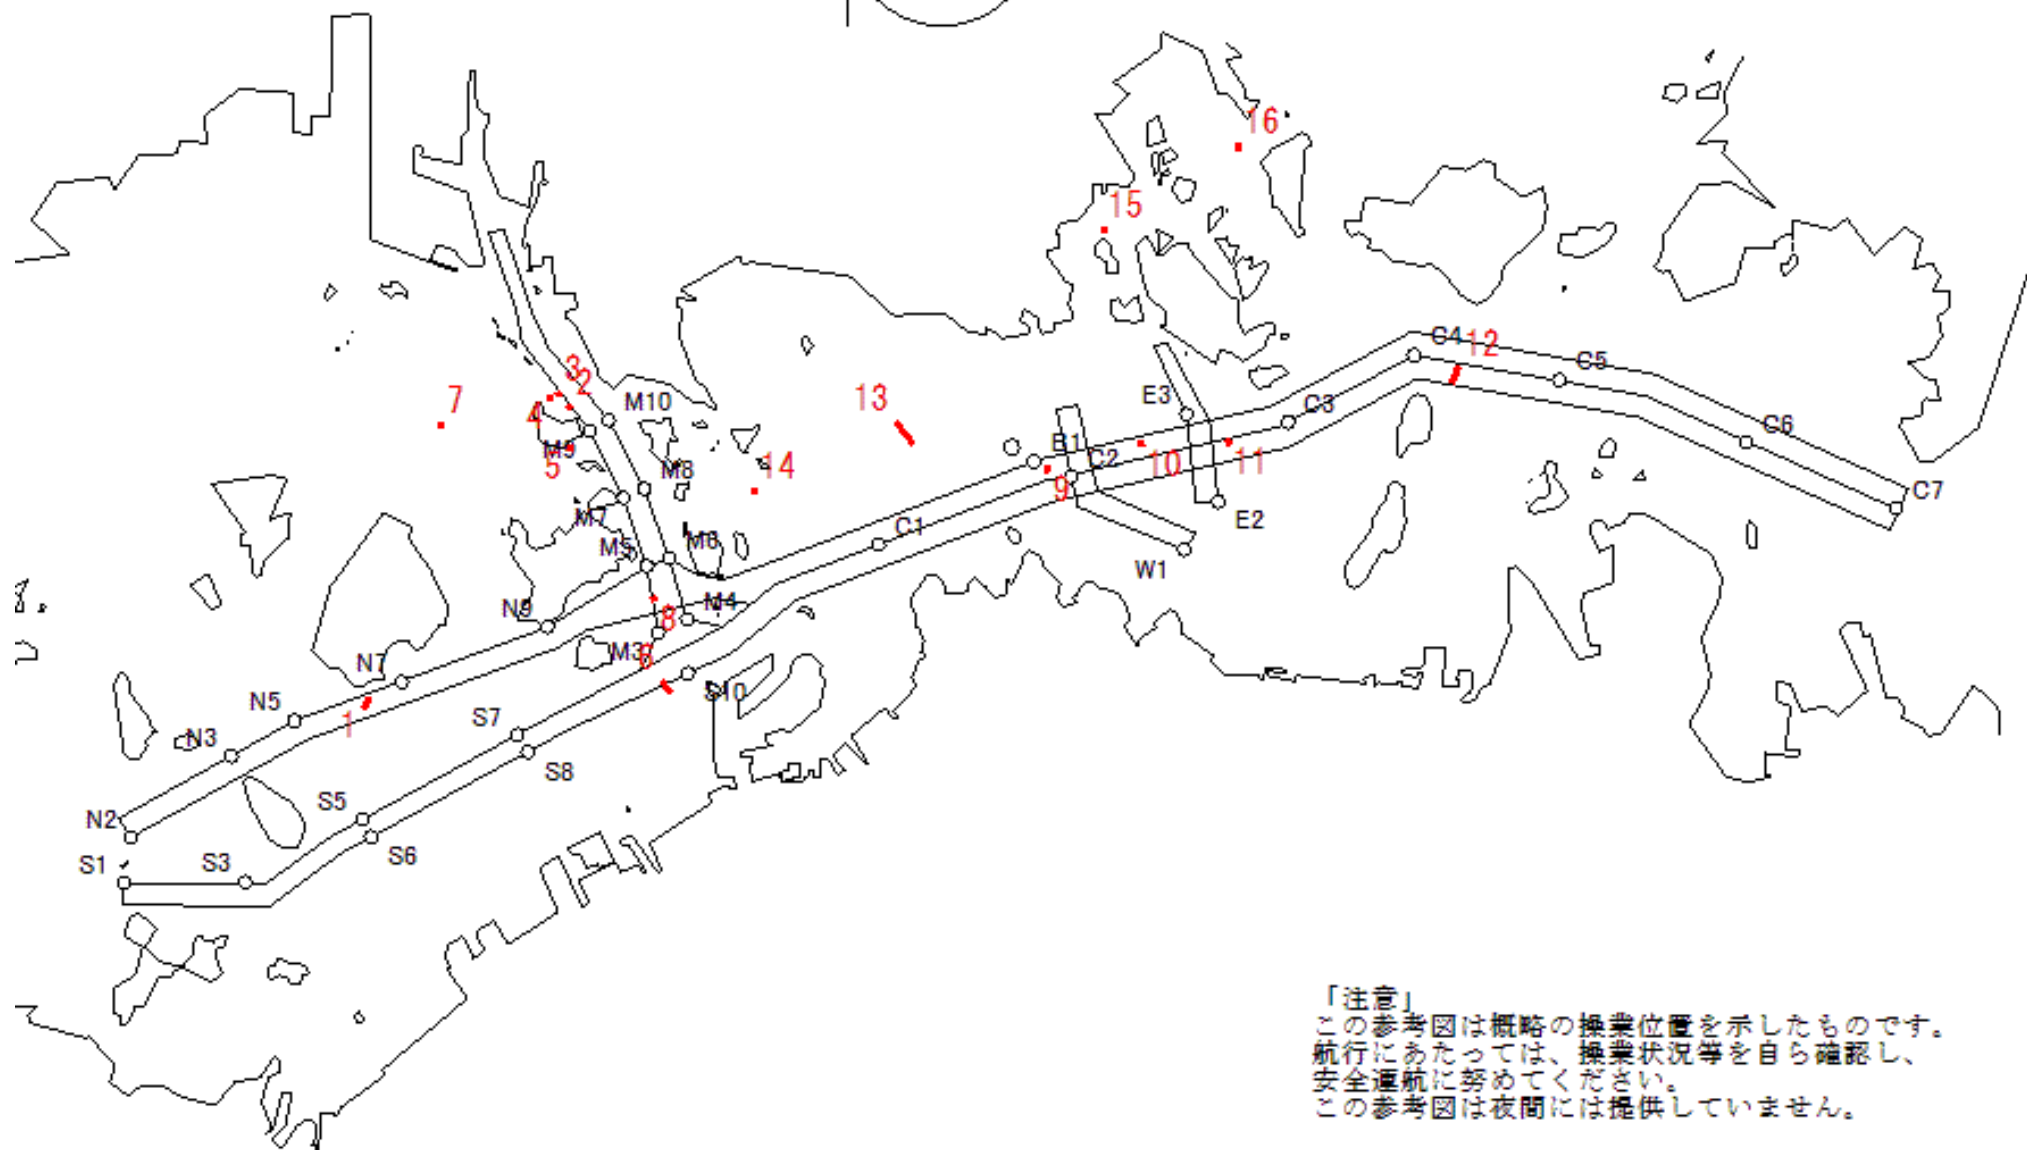 16
15
C4
12
C5
3
2
7
4
M10
13
E3
C3
C6
M9
5
M8
14
B1
C2
10
11
9
C7
M7
C1
E2
M5
M6
W1
N9
M4
8
M3
6
N7
S10
N5
1
S7
N3
S8
S5
N2
S6
S1
S3
「注意」
この参考図は概略の操業位置を示したものです。
航行にあたっては、操業状況等を自ら確認し、
安全運航に努めてください。
この参考図は夜間には提供していません。